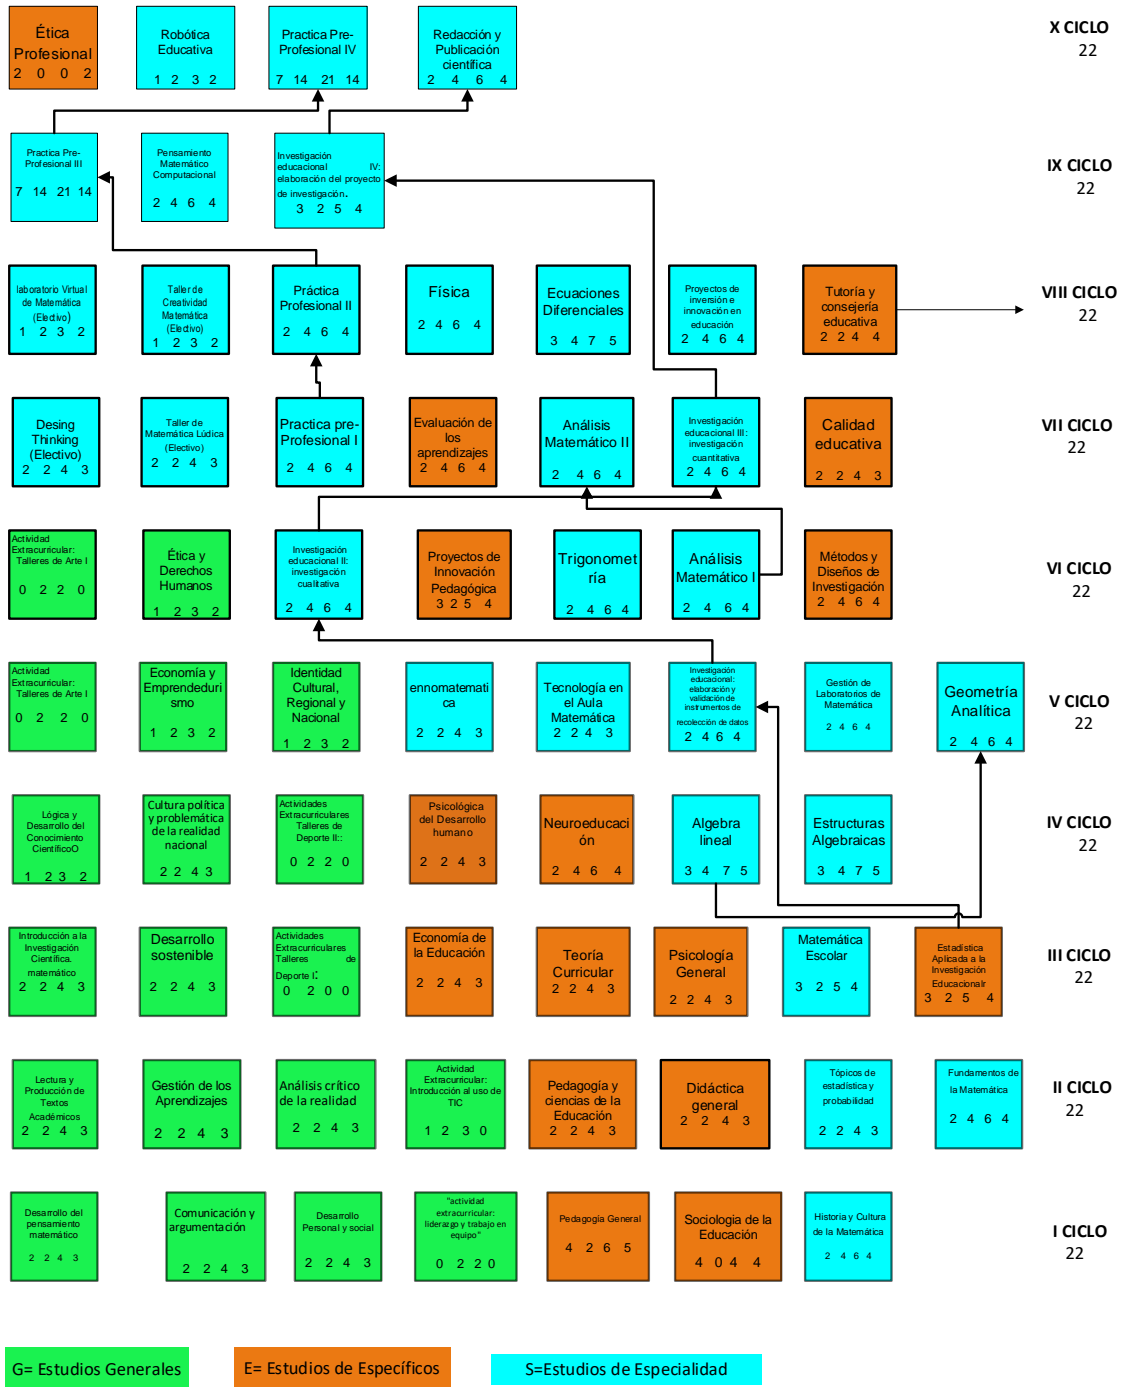 Ética
Profesional
2 0 0 2
Robótica
Educativa
1 2 3 2
Practica Pre-
Profesional IV
7 14 21 14
Redacción y
Publicación
científica
2 4 6 4
X CICLO
22
Practica Pre-
Profesional III
7 14 21 14
Pensamiento
Matemático
Computacional
2 4 6 4
Investigación
educacional IV:
elaboración del proyecto
de investigación.
3 2 5 4
IX CICLO
22
laboratorio Virtual
de Matemática
(Electivo)
1 2 3 2
Taller de
Creatividad
Matemática
(Electivo)
1 2 3 2
Práctica
Profesional II
2 4 6 4
Física
2 4 6 4
Ecuaciones
Diferenciales
3 4 7 5
Proyectos de
inversión e
innovación en
educación
2 4 6 4
Tutoría y
consejería
educativa
2 2 4 4
VIII CICLO
22
Desing
Thinking
(Electivo)
2 2 4 3
Taller de
Matemática Lúdica
(Electivo)
2 2 4 3
Practica pre-
Profesional I
2 4 6 4
Evaluación de
los
aprendizajes
2 4 6 4
Análisis
Matemático II
2 4 6 4
Investigación
educacional III:
investigación
cuantitativa
2 4 6 4
Calidad
educativa
2 2 4 3
VII CICLO
22
Actividad
Extracurricular:
Talleres de Arte I
0 2 2 0
Ética y
Derechos
Humanos
1 2 3 2
Investigación
educacional II:
investigación
cualitativa
2 4 6 4
Proyectos de
Innovación
Pedagógica
3 2 5 4
Trigonomet
ría
2 4 6 4
Análisis
Matemático I
2 4 6 4
Métodos y
Diseños de
Investigación
2 4 6 4
VI CICLO
22
Actividad
Extracurricular:
Talleres de Arte I
0 2 2 0
Economía y
Emprendeduri
smo
1 2 3 2
Identidad
Cultural,
Regional y
Nacional
1 2 3 2
ennomatemati
ca
2 2 4 3
Tecnología en
el Aula
Matemática
2 2 4 3
Investigación
educacional:
elaboración y
validación de
instrumentos de
recolección de datos
2 4 6 4
Gestión de
Laboratorios de
Matemática
2 4 6 4
Geometría
Analítica
2 4 6 4
V CICLO
22
Lógica y
Desarrollo del
Conocimiento
CientíficoO
1 2 3 2
Cultura política
y problemática
de la realidad
nacional
2 2 4 3
Actividades
Extracurriculares
Talleres de
Deporte II::
0 2 2 0
Psicológica
del Desarrollo
humano
2 2 4 3
Neuroeducaci
ón
2 4 6 4
Algebra
lineal
3 4 7 5
Estructuras
Algebraicas
3 4 7 5
IV CICLO
22
Introducción a la
Investigación
Científica.
matemático
2 2 4 3
Desarrollo
sostenible
2 2 4 3
Actividades
Extracurriculares
Talleres de
Deporte I:
0 2 0 0
Economía de
la Educación
2 2 4 3
Teoría
Curricular
2 2 4 3
Psicología
General
2 2 4 3
Matemática
Escolar
3 2 5 4
Estadística
Aplicada a la
Investigación
Educacionalr
3 2 5 4
III CICLO
22
Lectura y
Producción de
Textos
Académicos
2 2 4 3
Gestión de los
Aprendizajes
2 2 4 3
Análisis crítico
de la realidad
2 2 4 3
Actividad
Extracurricular:
Introducción al uso de
TIC
1 2 3 0
Pedagogía y
ciencias de la
Educación
2 2 4 3
Didáctica
general
2 2 4 3
Tópicos de
estadística y
probabilidad
2 2 4 3
Fundamentos de
la Matemática
2 4 6 4
II CICLO
22
Desarrollo del
pensamiento
matemático
2 2 4 3
Comunicación y
argumentación
2 2 4 3
Desarrollo
Personal y social
2 2 4 3
"actividad
extracurricular:
liderazgo y trabajo en
equipo"
0 2 2 0
Pedagogía General
4 2 6 5
Sociologia de la
Educación
4 0 4 4
Historia y Cultura
de la Matemática
2 4 6 4
I CICLO
22
G= Estudios Generales
E= Estudios de Específicos
S=Estudios de Especialidad